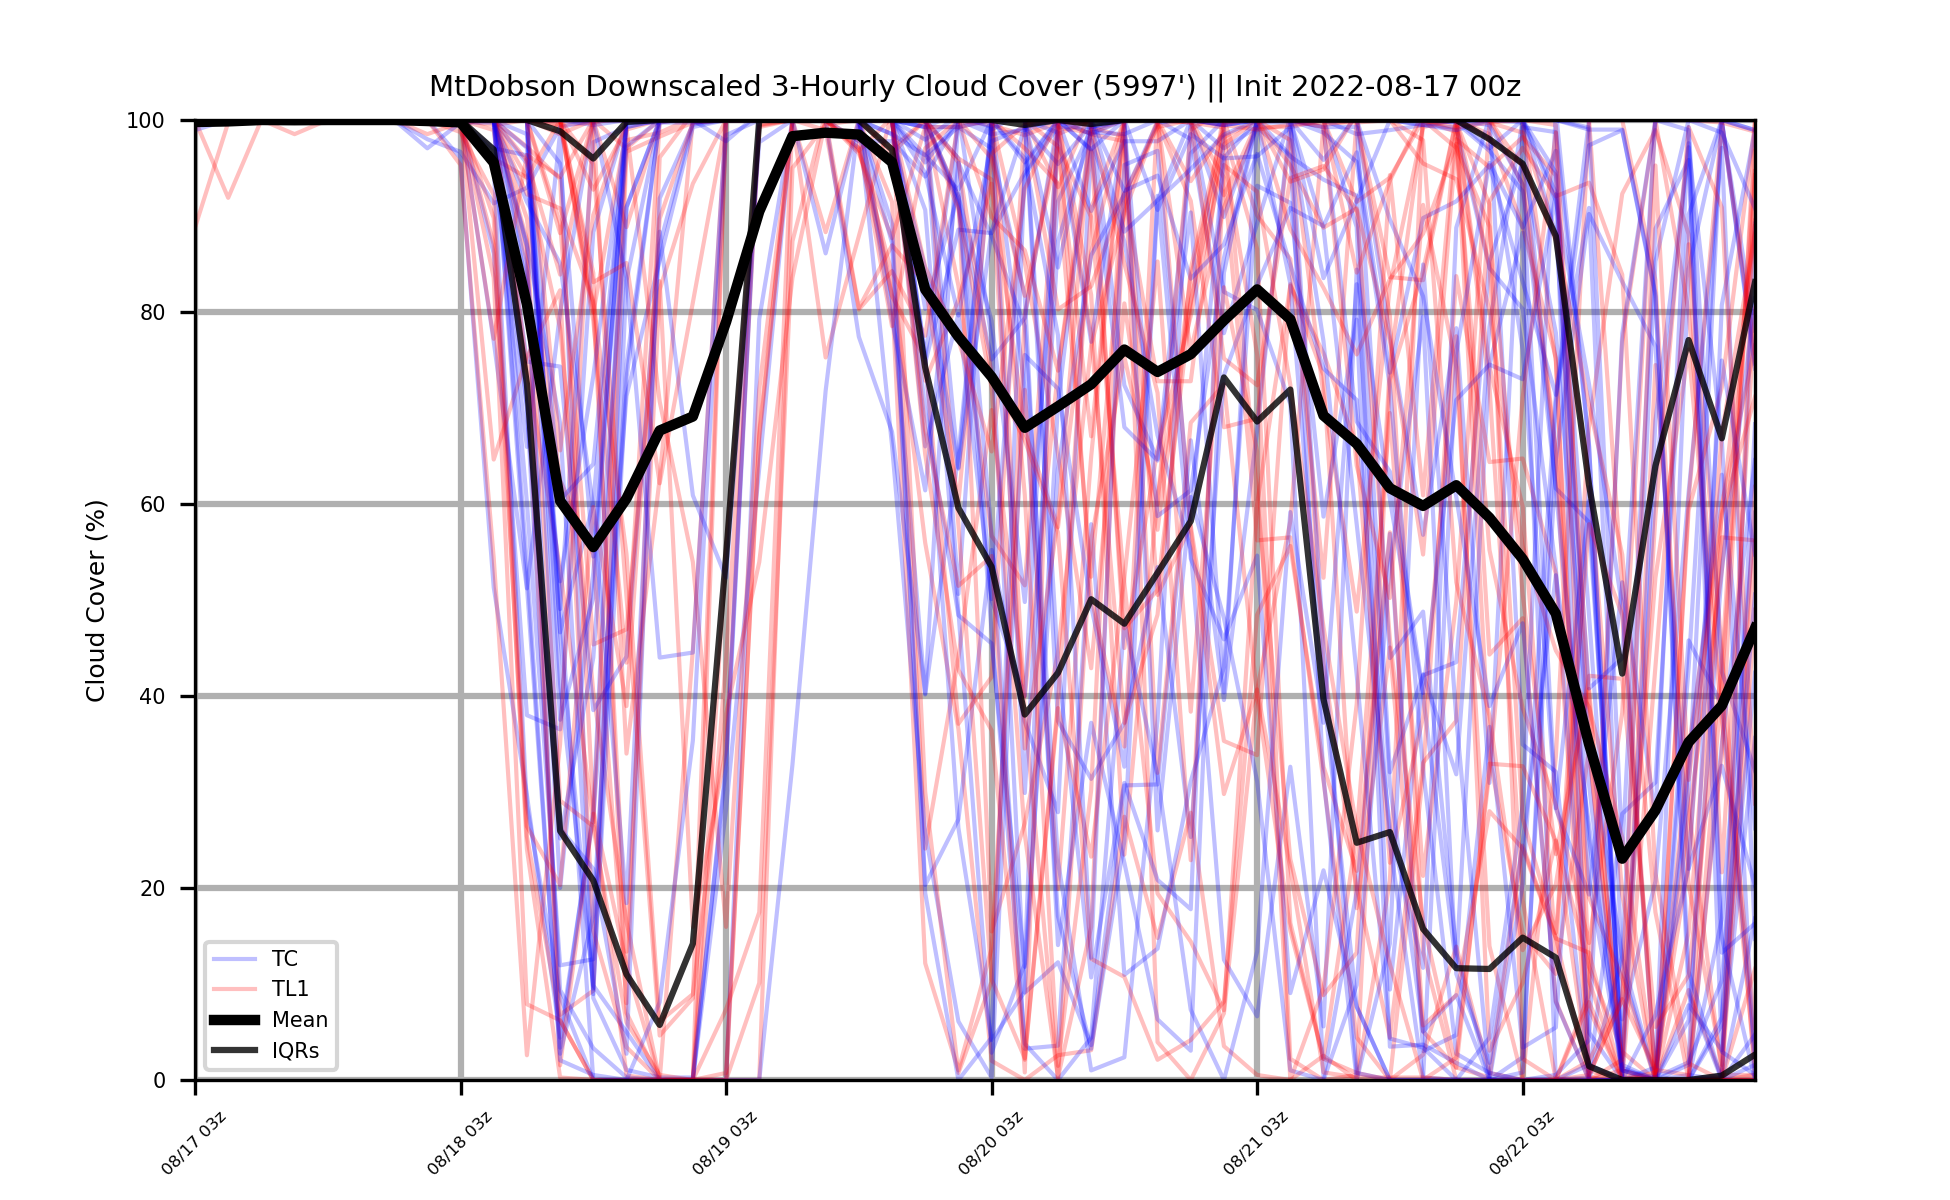 MtDobson Downscaled 3-Hourly Cloud Cover (5997') || Init 2022-08-17 00z
Cloud Cover (%)
100
80
60
40
20
0
TC
TL1
Mean
IQRs
08/17 03z
08/18 03z
08/19 03z
08/20 03z
08/21 03z
08/22 03z